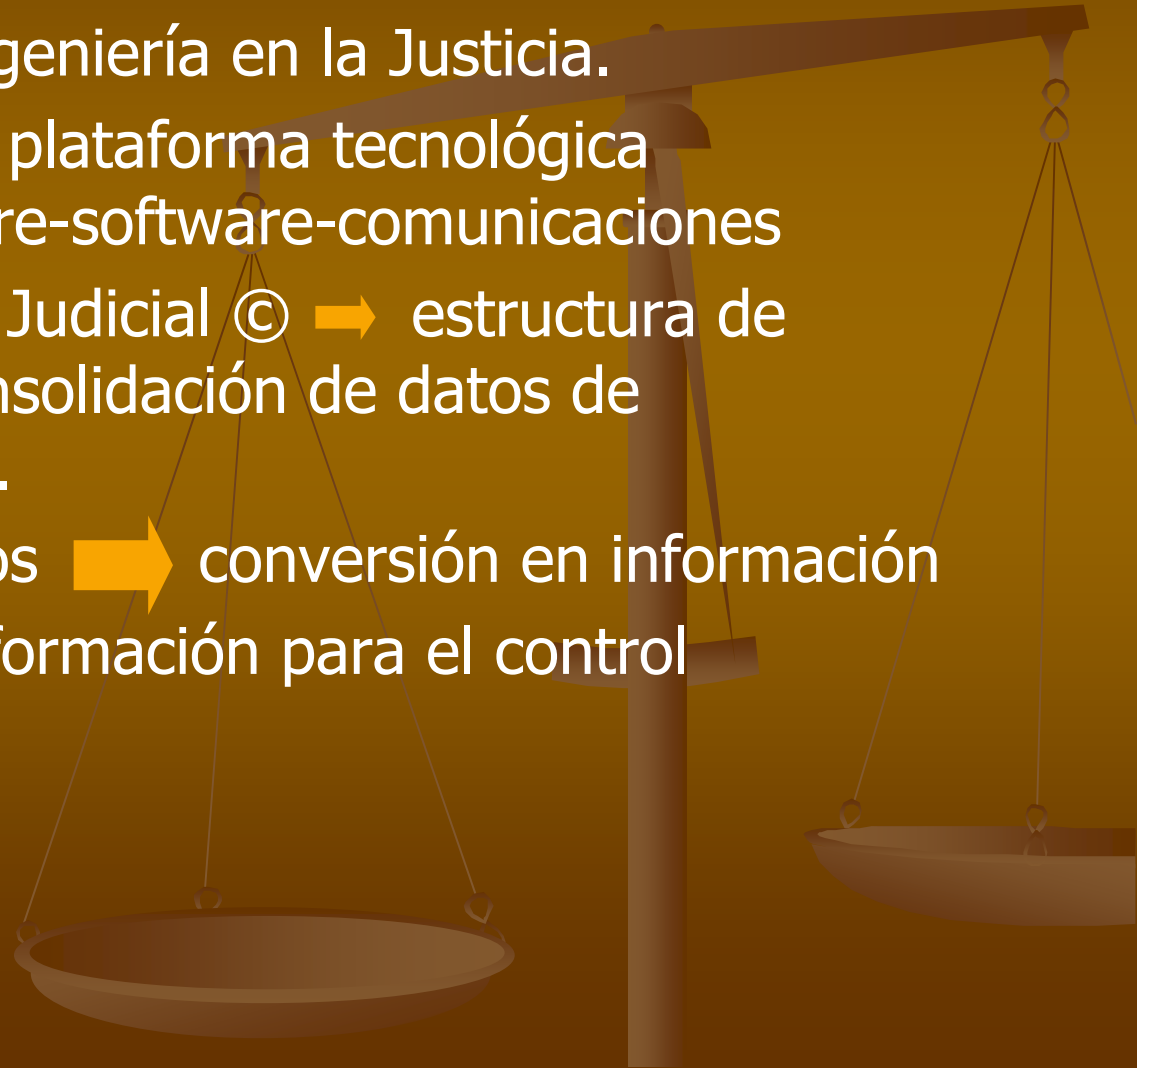 geniería en la Justicia.
plataforma tecnológica
re-software-comunicaciones
Judicial © ➡ estructura de
nsolidación de datos de
.
os ➡ conversión en información
formación para el control